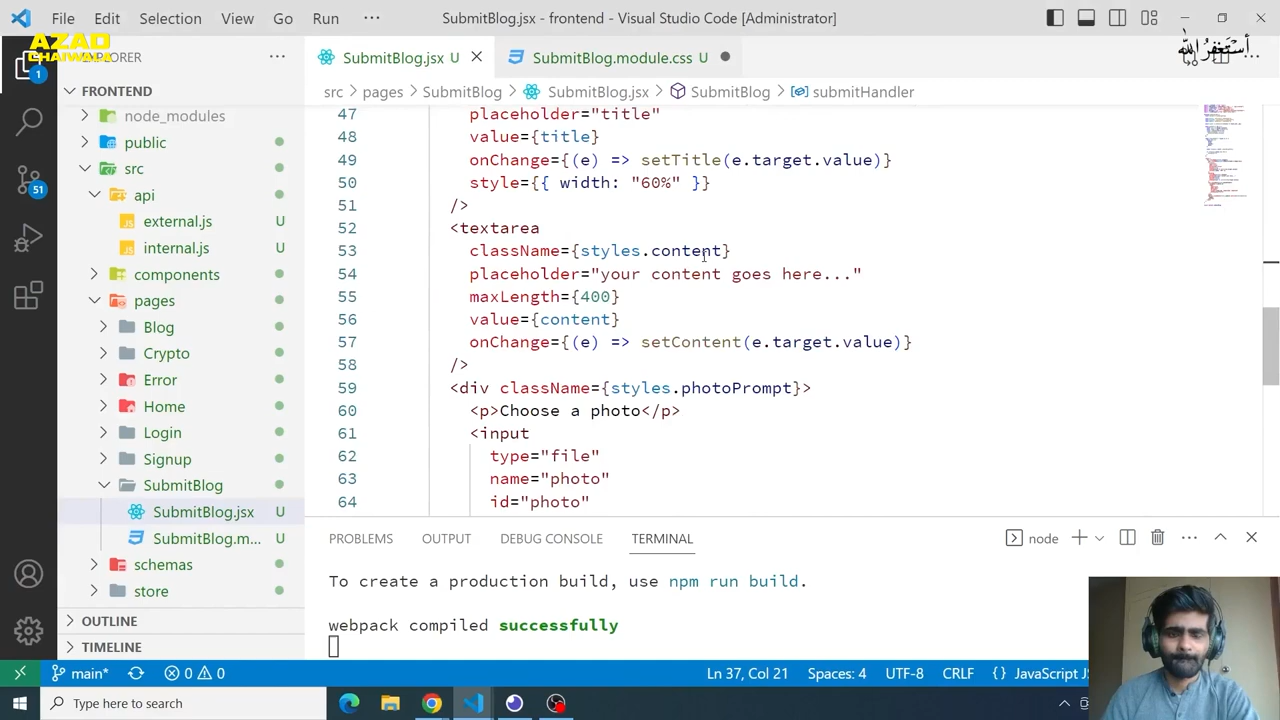 File Edit Selection View Go Run ··· SubmitBlog.jsx - frontend - Visual Studio Code [Administrator]
AZAD
CHAIWALA
EXPLORER ···
SubmitBlog.jsx U
SubmitBlog.module.css U
أستغفر الله
src > pages > SubmitBlog > SubmitBlog.jsx > SubmitBlog > submitHandler
1
51
FRONTEND
node_modules
public
src
api
external.js U
internal.js U
components
pages
Blog
Crypto
Error
Home
Login
Signup
SubmitBlog
SubmitBlog.jsx U
SubmitBlog.m... U
schemas
store
OUTLINE
TIMELINE
47 placeholder="title"
48 value={title}
49 onChange={(e) => setTitle(e.target.value)}
50 style={{ width: "60%" }}
51 />
52 <textarea
53 className={styles.content}
54 placeholder="your content goes here..."
55 maxLength={400}
56 value={content}
57 onChange={(e) => setContent(e.target.value)}
58 />
59 <div className={styles.photoPrompt}>
60 <p>Choose a photo</p>
61 <input
62 type="file"
63 name="photo"
64 id="photo"
PROBLEMS OUTPUT DEBUG CONSOLE TERMINAL node
To create a production build, use npm run build.
webpack compiled successfully
main* 0 0 Ln 37, Col 21 Spaces: 4 UTF-8 CRLF {} JavaScript
Type here to search